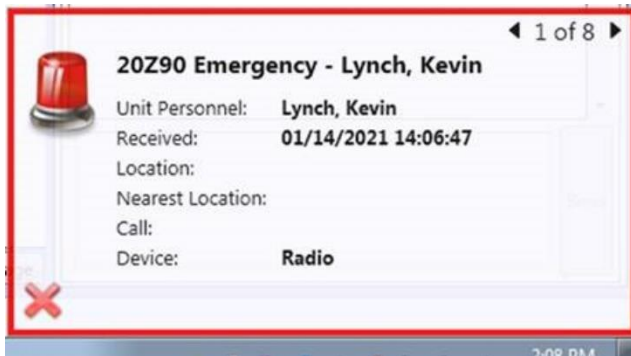 1 of 8
20Z90 Emergency - Lynch, Kevin
Unit Personnel: Lynch, Kevin
Received: 01/14/2021 14:06:47
Location:
Nearest Location:
Call:
Device: Radio
2:08 PM